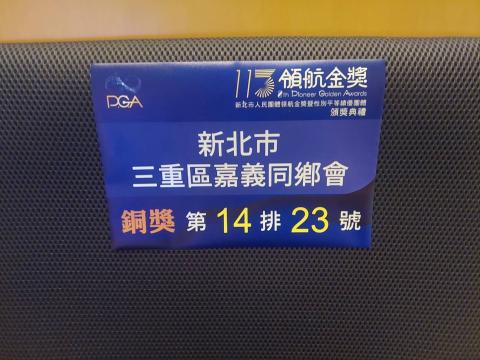 PGA
113 領航金獎
8th Pioneer Golden Awards
新北市人民團體領航金獎暨性別平等績優團體
頒獎典禮
新北市
三重區嘉義同鄉會
銅獎 第 14 排 23 號